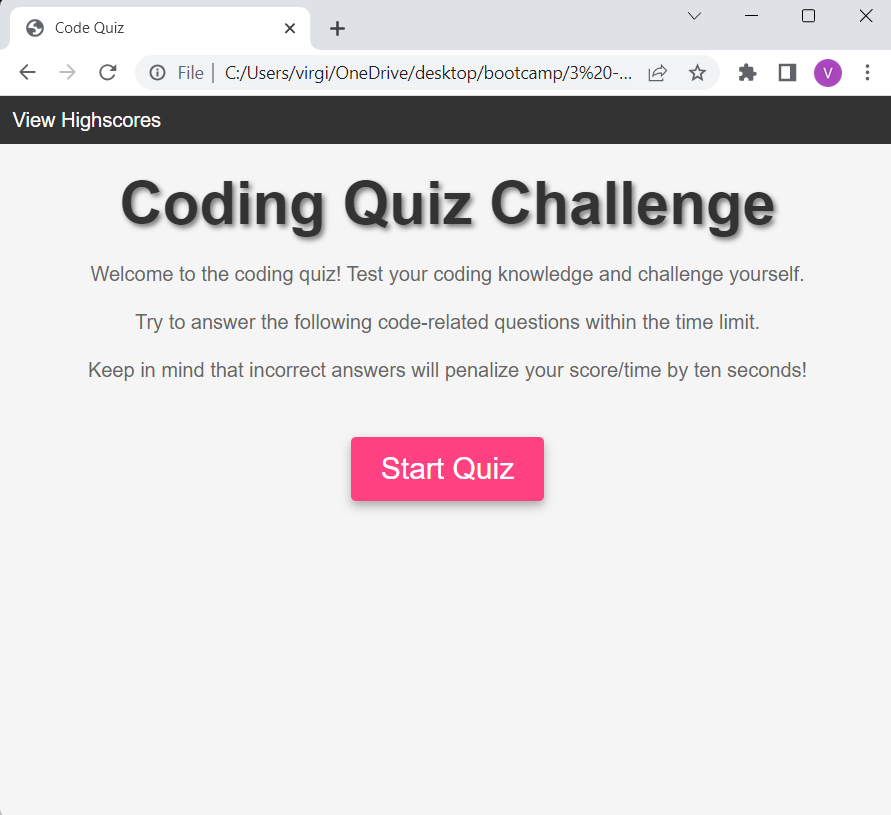 Code Quiz
File | C:/Users/virgi/OneDrive/desktop/bootcamp/3%20-...
V
View Highscores
Coding Quiz Challenge
Welcome to the coding quiz! Test your coding knowledge and challenge yourself.
Try to answer the following code-related questions within the time limit.
Keep in mind that incorrect answers will penalize your score/time by ten seconds!
Start Quiz